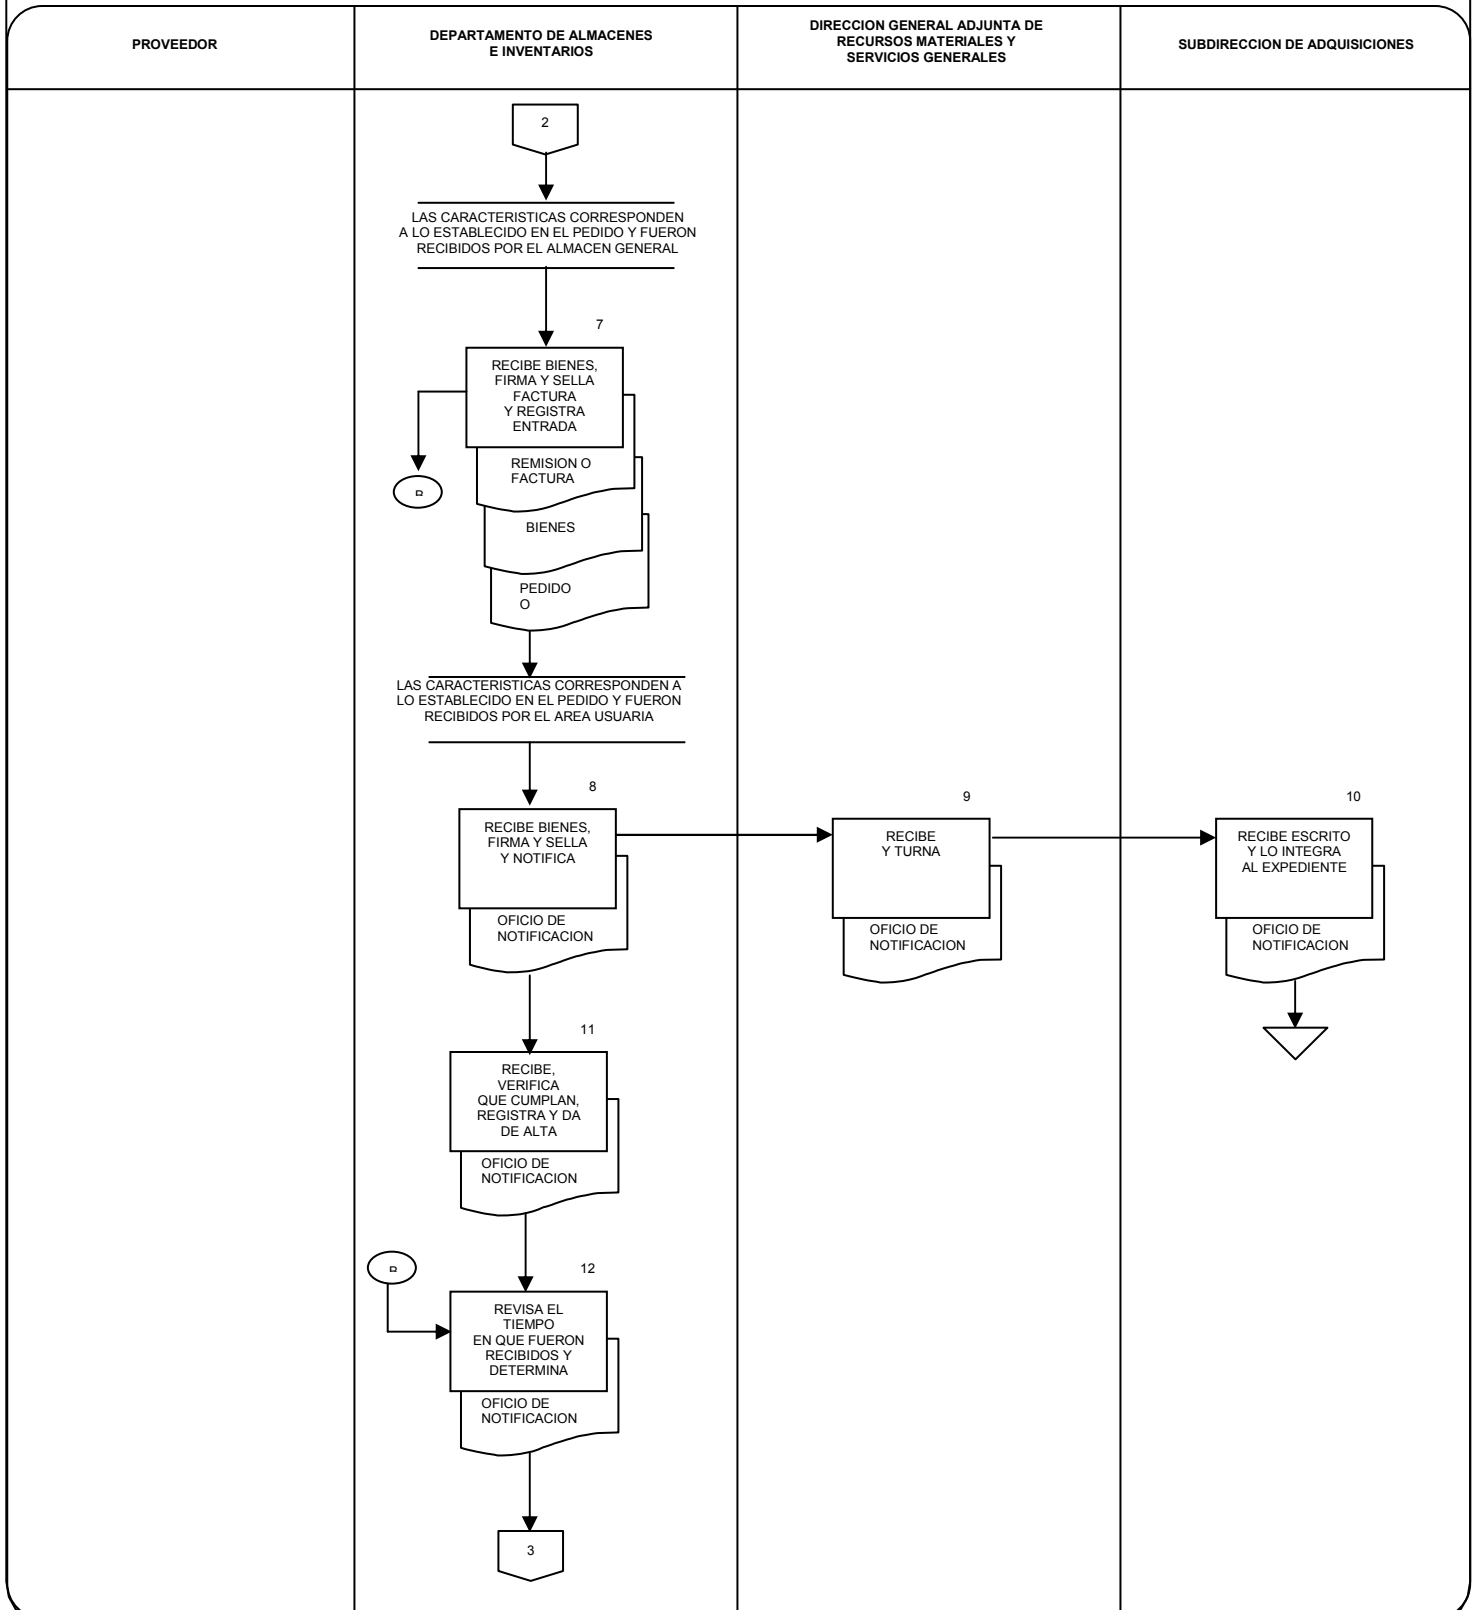 PROVEEDOR
DEPARTAMENTO DE ALMACENES
E INVENTARIOS
DIRECCION GENERAL ADJUNTA DE
RECURSOS MATERIALES Y
SERVICIOS GENERALES
SUBDIRECCION DE ADQUISICIONES
2
LAS CARACTERISTICAS CORRESPONDEN
A LO ESTABLECIDO EN EL PEDIDO Y FUERON
RECIBIDOS POR EL ALMACEN GENERAL
7
RECIBE BIENES,
FIRMA Y SELLA
FACTURA
Y REGISTRA
ENTRADA
REMISION O
FACTURA
BIENES
PEDIDO
O
LAS CARACTERISTICAS CORRESPONDEN A
LO ESTABLECIDO EN EL PEDIDO Y FUERON
RECIBIDOS POR EL AREA USUARIA
8
RECIBE BIENES,
FIRMA Y SELLA
Y NOTIFICA
OFICIO DE
NOTIFICACION
9
RECIBE
Y TURNA
OFICIO DE
NOTIFICACION
10
RECIBE ESCRITO
Y LO INTEGRA
AL EXPEDIENTE
OFICIO DE
NOTIFICACION
11
RECIBE,
VERIFICA
QUE CUMPLAN,
REGISTRA Y DA
DE ALTA
OFICIO DE
NOTIFICACION
12
REVISA EL
TIEMPO
EN QUE FUERON
RECIBIDOS Y
DETERMINA
OFICIO DE
NOTIFICACION
3